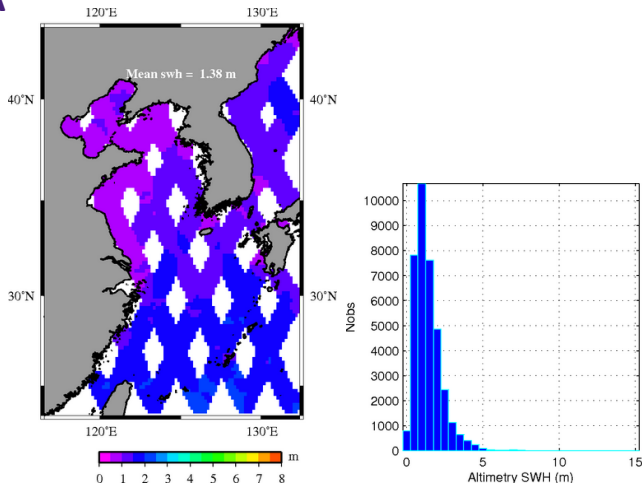 120°E 130°E
Mean swh = 1.38 m
40°N 40°N
30°N 30°N
120°E 130°E
0 1 2 3 4 5 6 7 8 m
10000
9000
8000
7000
6000
5000
4000
3000
2000
1000
0
Nobs
0 5 10 15
Altimetry SWH (m)